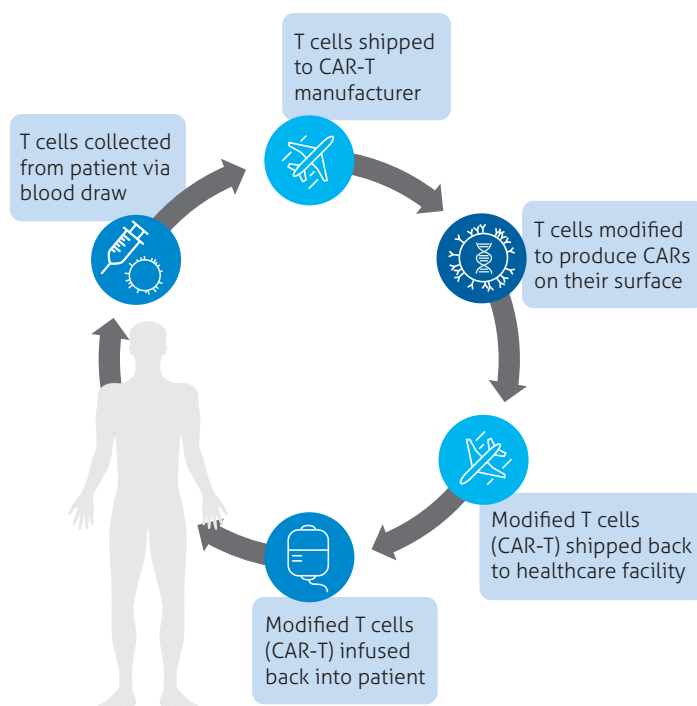 T cells shipped
to CAR-T
manufacturer
T cells collected
from patient via
blood draw
T cells modified
to produce CARs
on their surface
Modified T cells
(CAR-T) shipped back
to healthcare facility
Modified T cells
(CAR-T) infused
back into patient